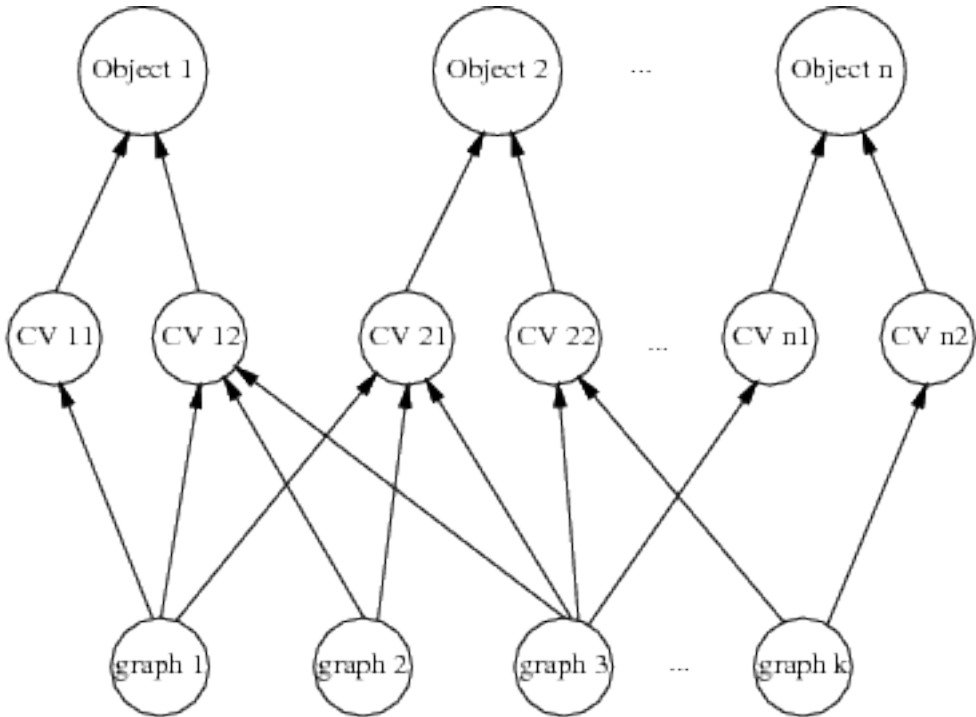 Object 1 Object 2 ... Object n
CV 11 CV 12 CV 21 CV 22 ... CV n1 CV n2
graph 1 graph 2 graph 3 ... graph k